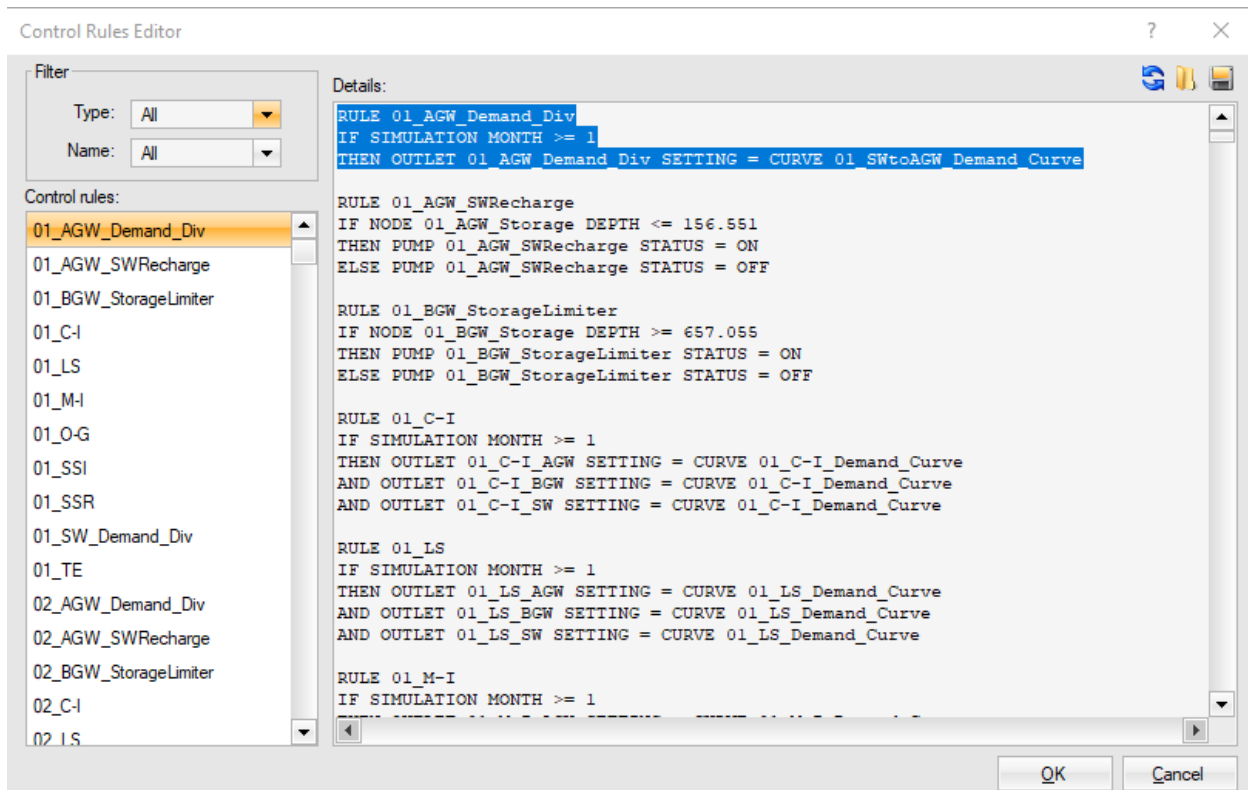 Control Rules Editor
?
Filter
Type:
All
Name:
All
Control rules:
01_AGW_Demand_Div
01_AGW_SWRecharge
01_BGW_StorageLimiter
01_C-I
01_LS
01_M-I
01_O-G
01_SSI
01_SSR
01_SW_Demand_Div
01_TE
02_AGW_Demand_Div
02_AGW_SWRecharge
02_BGW_StorageLimiter
02_C-I
02_LS
Details:
RULE 01_AGW_Demand_Div
IF SIMULATION MONTH >= 1
THEN OUTLET 01_AGW_Demand_Div SETTING = CURVE 01_SWtoAGW_Demand_Curve
RULE 01_AGW_SWRecharge
IF NODE 01_AGW_Storage DEPTH <= 156.551
THEN PUMP 01_AGW_SWRecharge STATUS = ON
ELSE PUMP 01_AGW_SWRecharge STATUS = OFF
RULE 01_BGW_StorageLimiter
IF NODE 01_BGW_Storage DEPTH >= 657.055
THEN PUMP 01_BGW_StorageLimiter STATUS = ON
ELSE PUMP 01_BGW_StorageLimiter STATUS = OFF
RULE 01_C-I
IF SIMULATION MONTH >= 1
THEN OUTLET 01_C-I_AGW SETTING = CURVE 01_C-I_Demand_Curve
AND OUTLET 01_C-I_BGW SETTING = CURVE 01_C-I_Demand_Curve
AND OUTLET 01_C-I_SW SETTING = CURVE 01_C-I_Demand_Curve
RULE 01_LS
IF SIMULATION MONTH >= 1
THEN OUTLET 01_LS_AGW SETTING = CURVE 01_LS_Demand_Curve
AND OUTLET 01_LS_BGW SETTING = CURVE 01_LS_Demand_Curve
AND OUTLET 01_LS_SW SETTING = CURVE 01_LS_Demand_Curve
RULE 01_M-I
IF SIMULATION MONTH >= 1
OK
Cancel